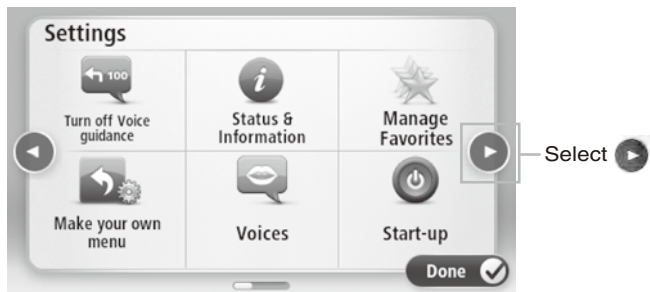 Settings
100
Turn off Voice
guidance
Status &
Information
Manage
Favorites
Select
Make your own
menu
Voices
Start-up
Done